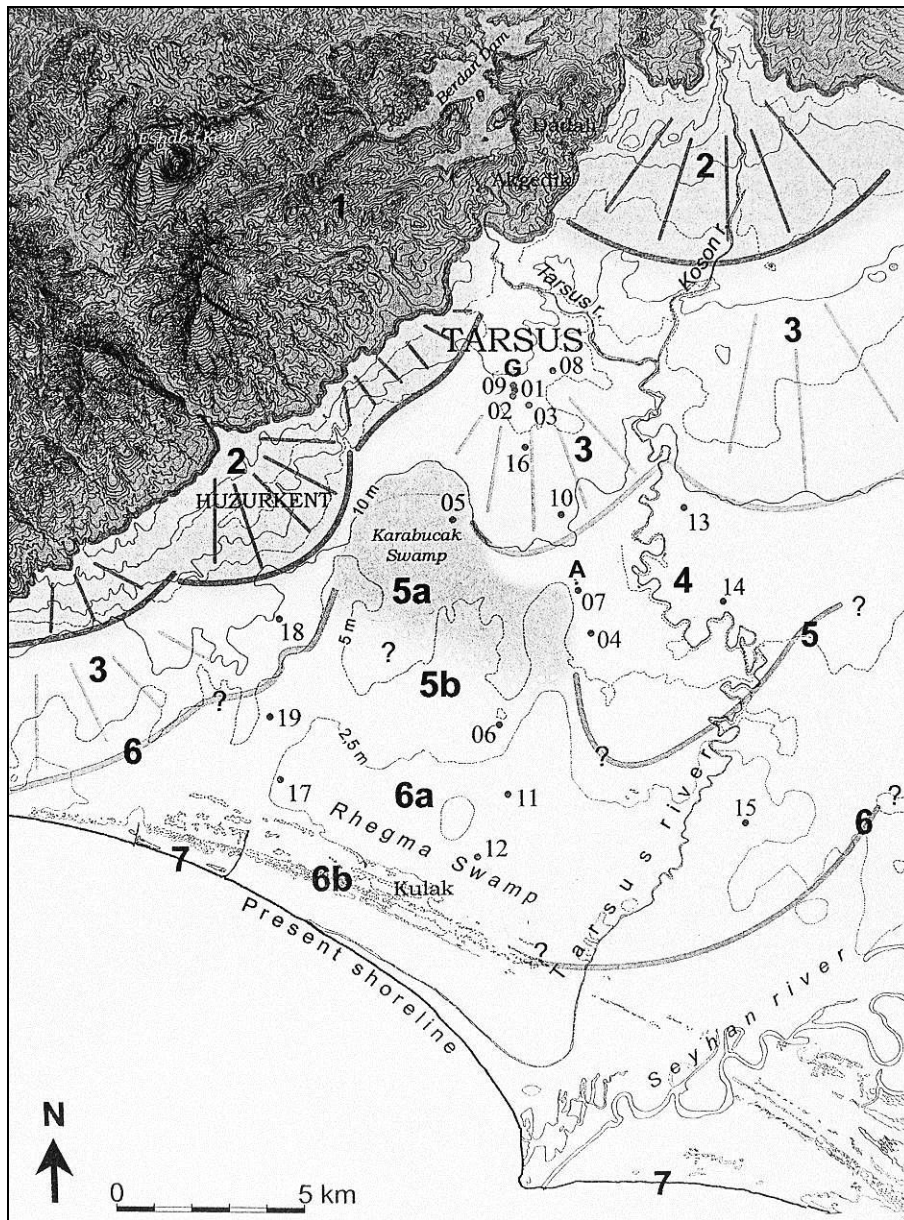 Berdan Dam
Dadalı
Akgedik
1
2
Koson r.
Tarsus r.
TARSUS
G
08
09
01
02
03
3
3
16
2
HUZURKENT
10 m
05
10
13
Karabucak
Swamp
A
07
4
14
5a
?
18
5 m
?
04
5
3
5b
?
19
06
6
2,5 m
?
17
6a
11
15
?
6
Rhegma Swamp
12
7
6b
Kulak
Tarsus river
?
Present shoreline
Seyhan river
N
0
5 km
7